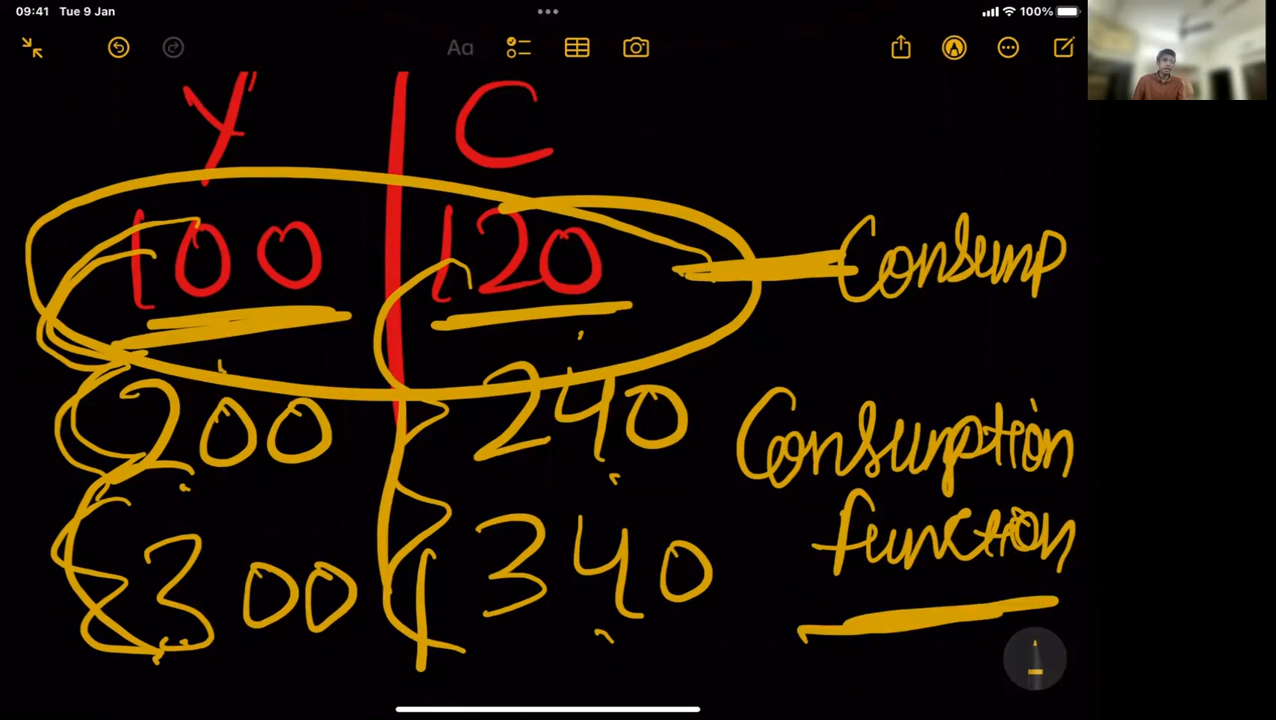 09:41 Tue 9 Jan
100%
Aa
Y C
100 120 Consump
200 240 Consumption
function
300 340